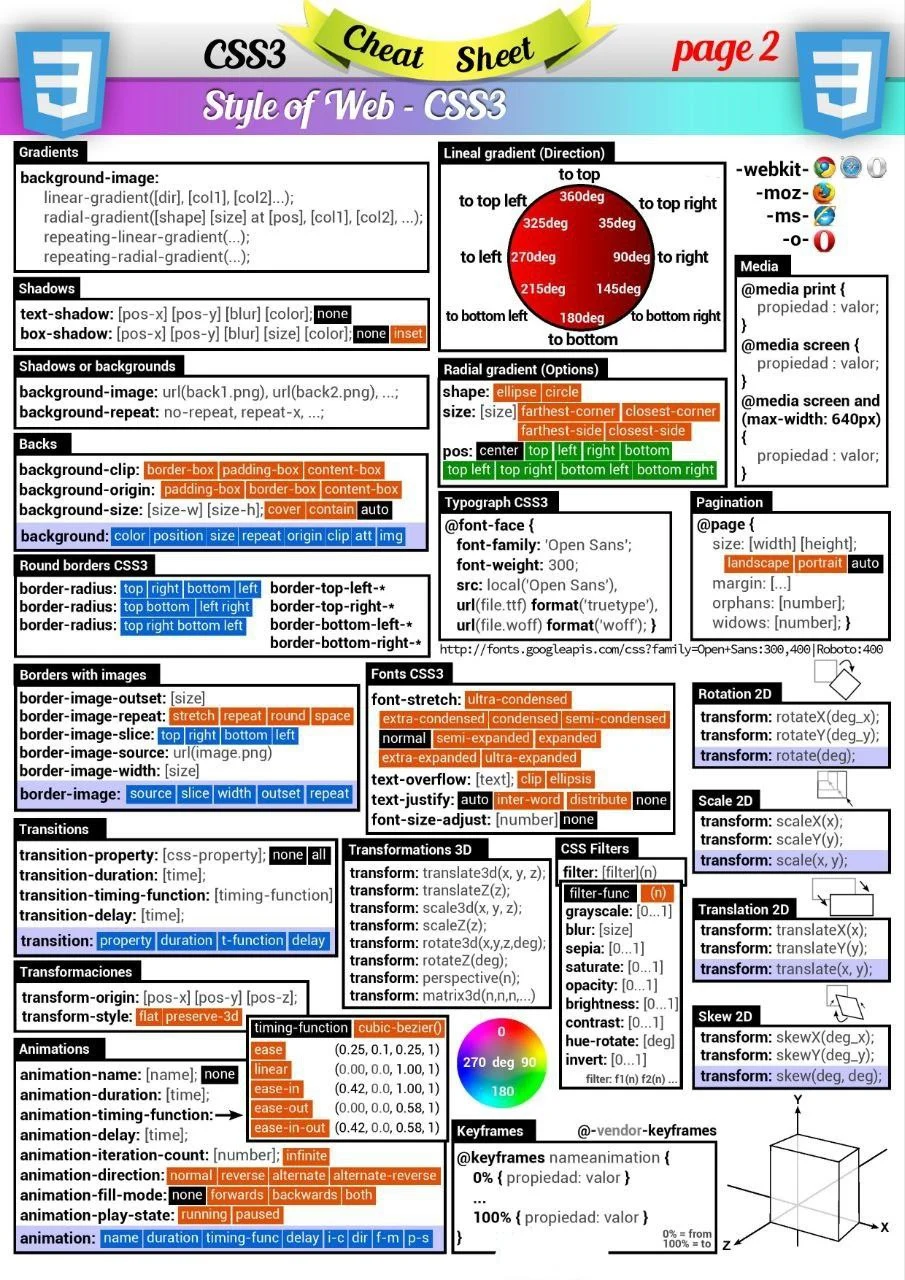 CSS3
Cheat Sheet
page 2
Style of Web - CSS3
Gradients
background-image:
linear-gradient([dir], [col1], [col2]...);
radial-gradient([shape] [size] at [pos], [col1], [col2], ...);
repeating-linear-gradient(...);
repeating-radial-gradient(...);
Shadows
text-shadow: [pos-x] [pos-y] [blur] [color]; none
box-shadow: [pos-x] [pos-y] [blur] [size] [color]; none inset
Shadows or backgrounds
background-image: url(back1.png), url(back2.png), ...;
background-repeat: no-repeat, repeat-x, ...;
Backs
background-clip: border-box padding-box content-box
background-origin: padding-box border-box content-box
background-size: [size-w] [size-h]; cover contain auto
background: color position size repeat origin clip att img
Round borders CSS3
border-radius: top right bottom left border-top-left-*
border-radius: top bottom left right border-top-right-*
border-radius: top right bottom left border-bottom-left-*
border-bottom-right-*
Lineal gradient (Direction)
to top
360deg
to top left
to top right
325deg 35deg
to left 270deg 90deg to right
215deg 145deg
to bottom left 180deg to bottom right
to bottom
-webkit-
-moz-
-ms-
-o-
Media
@media print {
propiedad : valor;
}
@media screen {
propiedad : valor;
}
@media screen and
(max-width: 640px)
{
propiedad : valor;
}
Radial gradient (Options)
shape: ellipse circle
size: [size] farthest-corner closest-corner
farthest-side closest-side
pos: center top left right bottom
top left top right bottom left bottom right
Typograph CSS3
@font-face {
font-family: 'Open Sans';
font-weight: 300;
src: local('Open Sans'),
url(file.ttf) format('truetype'),
url(file.woff) format('woff'); }
Pagination
@page {
size: [width] [height];
landscape portrait auto
margin: [...]
orphans: [number];
widows: [number]; }
http://fonts.googleapis.com/css?family=Open+Sans:300,400|Roboto:400
Borders with images
border-image-outset: [size]
border-image-repeat: stretch repeat round space
border-image-slice: top right bottom left
border-image-source: url(image.png)
border-image-width: [size]
border-image: source slice width outset repeat
Fonts CSS3
font-stretch: ultra-condensed
extra-condensed condensed semi-condensed
normal semi-expanded expanded
extra-expanded ultra-expanded
text-overflow: [text]; clip ellipsis
text-justify: auto inter-word distribute none
font-size-adjust: [number] none
Rotation 2D
transform: rotateX(deg_x);
transform: rotateY(deg_y);
transform: rotate(deg);
Scale 2D
transform: scaleX(x);
transform: scaleY(y);
transform: scale(x, y);
Translation 2D
transform: translateX(x);
transform: translateY(y);
transform: translate(x, y);
Skew 2D
transform: skewX(deg_x);
transform: skewY(deg_y);
transform: skew(deg, deg);
Transitions
transition-property: [css-property]; none all
transition-duration: [time];
transition-timing-function: [timing-function]
transition-delay: [time];
transition: property duration t-function delay
Transformations 3D
transform: translate3d(x, y, z);
transform: translateZ(z);
transform: scale3d(x, y, z);
transform: scaleZ(z);
transform: rotate3d(x,y,z,deg);
transform: rotateZ(deg);
transform: perspective(n);
transform: matrix3d(n,n,n,...)
CSS Filters
filter: [filter](n)
filter-func (n)
grayscale: [0...1]
blur: [size]
sepia: [0...1]
saturate: [0...1]
opacity: [0...1]
brightness: [0...1]
contrast: [0...1]
hue-rotate: [deg]
invert: [0...1]
filter: f1(n) f2(n) ...
Transformaciones
transform-origin: [pos-x] [pos-y] [pos-z];
transform-style: flat preserve-3d
Animations
animation-name: [name]; none
animation-duration: [time];
animation-timing-function:
animation-delay: [time];
animation-iteration-count: [number]; infinite
animation-direction: normal reverse alternate alternate-reverse
animation-fill-mode: none forwards backwards both
animation-play-state: running paused
animation: name duration timing-func delay i-c dir f-m p-s
timing-function cubic-bezier()
ease (0.25, 0.1, 0.25, 1)
linear (0.00, 0.0, 1.00, 1)
ease-in (0.42, 0.0, 1.00, 1)
ease-out (0.00, 0.0, 0.58, 1)
ease-in-out (0.42, 0.0, 0.58, 1)
0
270 deg 90
180
Keyframes
@-vendor-keyframes
@keyframes nameanimation {
0% { propiedad: valor }
...
100% { propiedad: valor }
}
0% = from
100% = to
Y
X
Z